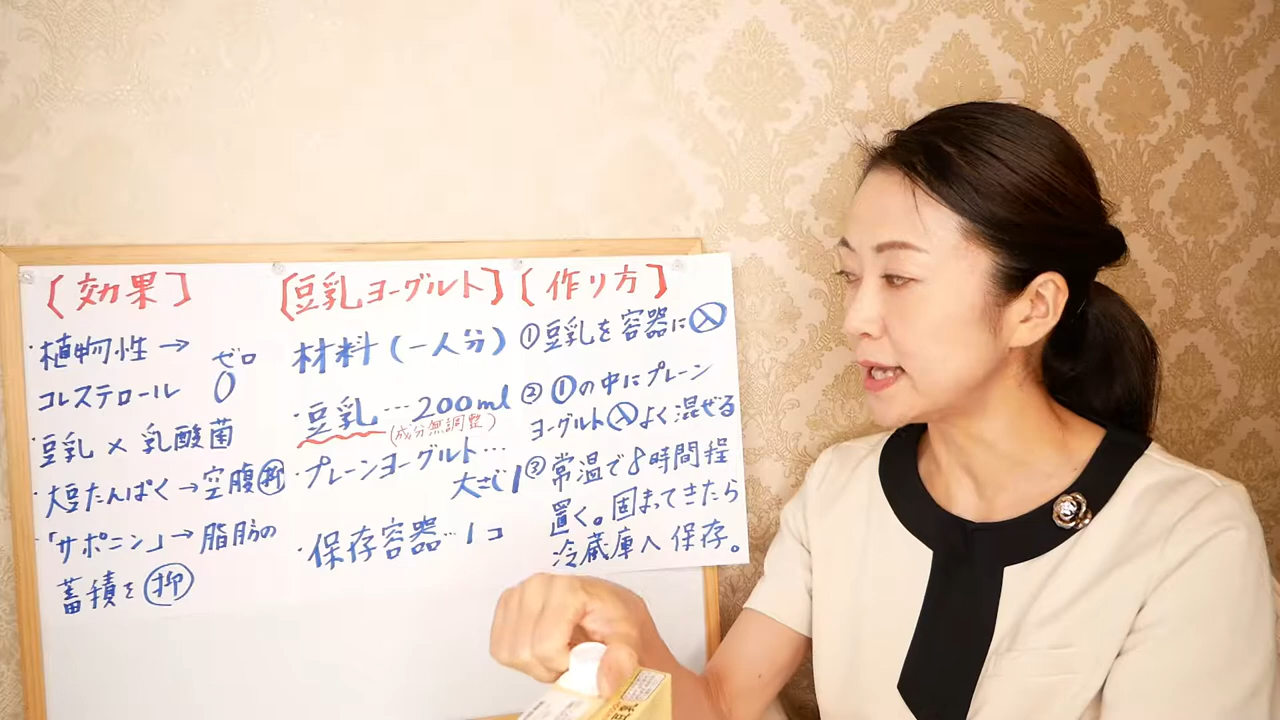 【効果】
・植物性→
コレステロール ゼロ 0
・豆乳×乳酸菌
・大豆たんぱく→空腹抑
・「サポニン」→脂肪の
蓄積を抑
【豆乳ヨーグルト】
材料(一人分)
・豆乳…200ml
(成分無調整)
・プレーンヨーグルト…
大さじ1
・保存容器…1コ
【作り方】
①豆乳を容器に入
②①の中にプレーン
ヨーグルト入よく混ぜる
③常温で8時間程
置く。固まってきたら
冷蔵庫へ保存。